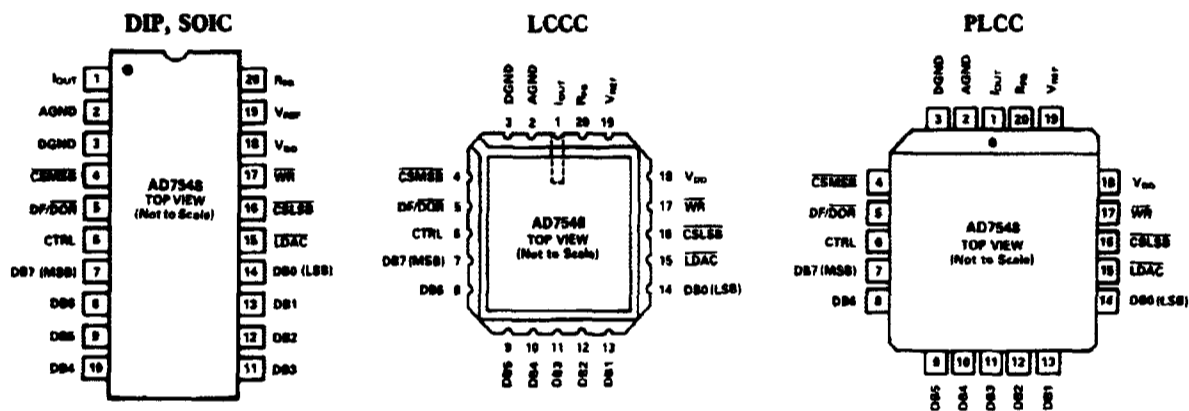 DIP, SOIC
IOUT 1
AGND 2
DGND 3
CSMSB 4
DF/DOR 5
CTRL 6
DB7 (MSB) 7
DB6 8
DB5 9
DB4 10
20 RFB
19 VREF
18 VDD
17 WR
16 CSLSB
15 LDAC
14 DB0 (LSB)
13 DB1
12 DB2
11 DB3
AD7548
TOP VIEW
(Not to Scale)
LCCC
DGND AGND IOUT RFB VREF
3 2 1 20 19
CSMSB 4
DF/DOR 5
CTRL 6
DB7 (MSB) 7
DB6 8
18 VDD
17 WR
16 CSLSB
15 LDAC
14 DB0 (LSB)
AD7548
TOP VIEW
(Not to Scale)
9 10 11 12 13
DB5 DB4 DB3 DB2 DB1
PLCC
DGND AGND IOUT RFB VREF
3 2 1 20 19
CSMSB 4
DF/DOR 5
CTRL 6
DB7 (MSB) 7
DB6 8
18 VDD
17 WR
16 CSLSB
15 LDAC
14 DB0 (LSB)
AD7548
TOP VIEW
(Not to Scale)
9 10 11 12 13
DB5 DB4 DB3 DB2 DB1